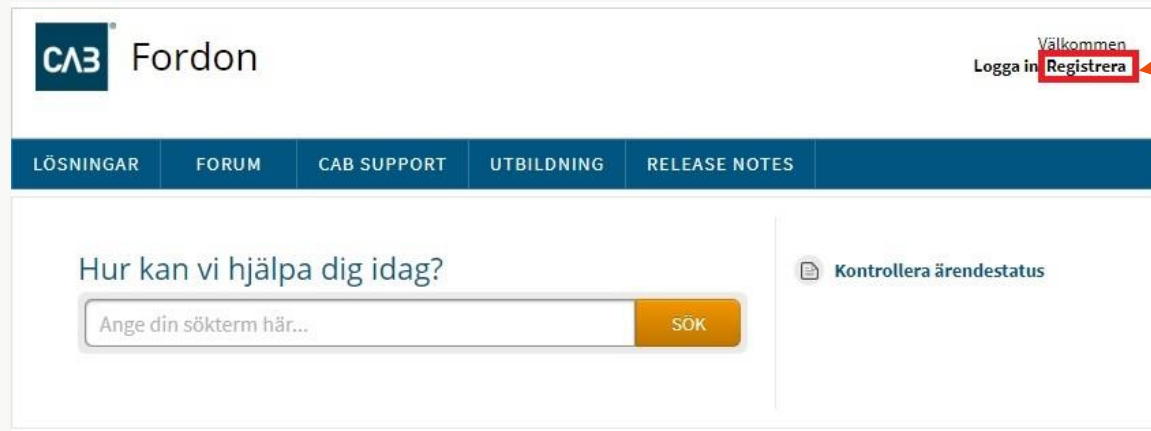 CAB Fordon
Välkommen
Logga in Registrera
LÖSNINGAR FORUM CAB SUPPORT UTBILDNING RELEASE NOTES
Hur kan vi hjälpa dig idag?
Kontrollera ärendestatus
Ange din sökterm här... SÖK